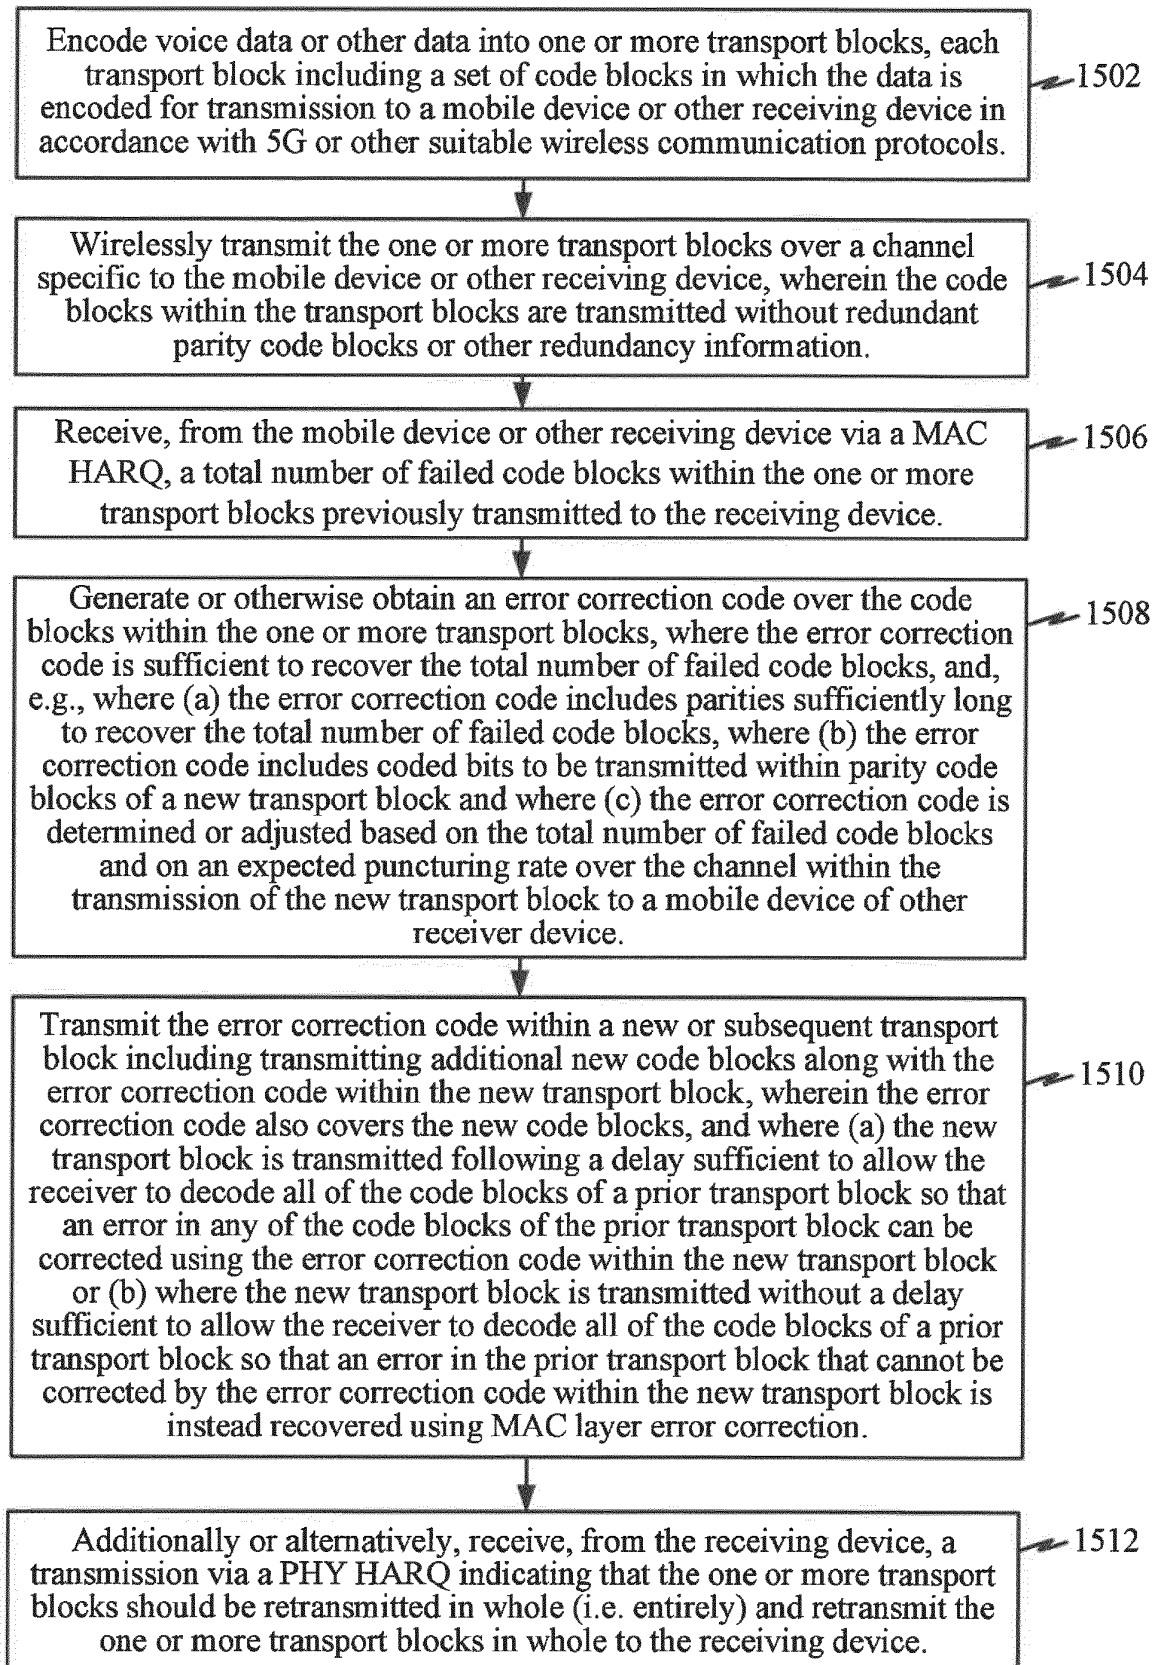 Encode voice data or other data into one or more transport blocks, each
transport block including a set of code blocks in which the data is
encoded for transmission to a mobile device or other receiving device in
accordance with 5G or other suitable wireless communication protocols.
1502
Wirelessly transmit the one or more transport blocks over a channel
specific to the mobile device or other receiving device, wherein the code
blocks within the transport blocks are transmitted without redundant
parity code blocks or other redundancy information.
1504
Receive, from the mobile device or other receiving device via a MAC
HARQ, a total number of failed code blocks within the one or more
transport blocks previously transmitted to the receiving device.
1506
Generate or otherwise obtain an error correction code over the code
blocks within the one or more transport blocks, where the error correction
code is sufficient to recover the total number of failed code blocks, and,
e.g., where (a) the error correction code includes parities sufficiently long
to recover the total number of failed code blocks, where (b) the error
correction code includes coded bits to be transmitted within parity code
blocks of a new transport block and where (c) the error correction code is
determined or adjusted based on the total number of failed code blocks
and on an expected puncturing rate over the channel within the
transmission of the new transport block to a mobile device of other
receiver device.
1508
Transmit the error correction code within a new or subsequent transport
block including transmitting additional new code blocks along with the
error correction code within the new transport block, wherein the error
correction code also covers the new code blocks, and where (a) the new
transport block is transmitted following a delay sufficient to allow the
receiver to decode all of the code blocks of a prior transport block so that
an error in any of the code blocks of the prior transport block can be
corrected using the error correction code within the new transport block
or (b) where the new transport block is transmitted without a delay
sufficient to allow the receiver to decode all of the code blocks of a prior
transport block so that an error in the prior transport block that cannot be
corrected by the error correction code within the new transport block is
instead recovered using MAC layer error correction.
1510
Additionally or alternatively, receive, from the receiving device, a
transmission via a PHY HARQ indicating that the one or more transport
blocks should be retransmitted in whole (i.e. entirely) and retransmit the
one or more transport blocks in whole to the receiving device.
1512